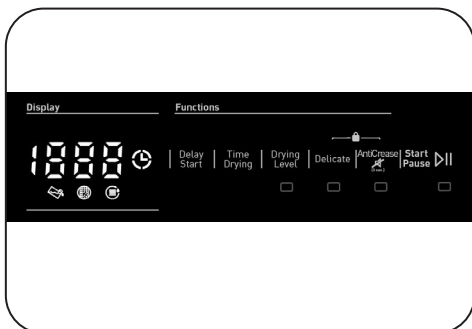 Display
Functions
1888
Delay
Start
Time
Drying
Drying
Level
Delicate
AntiCrease
Start
Pause